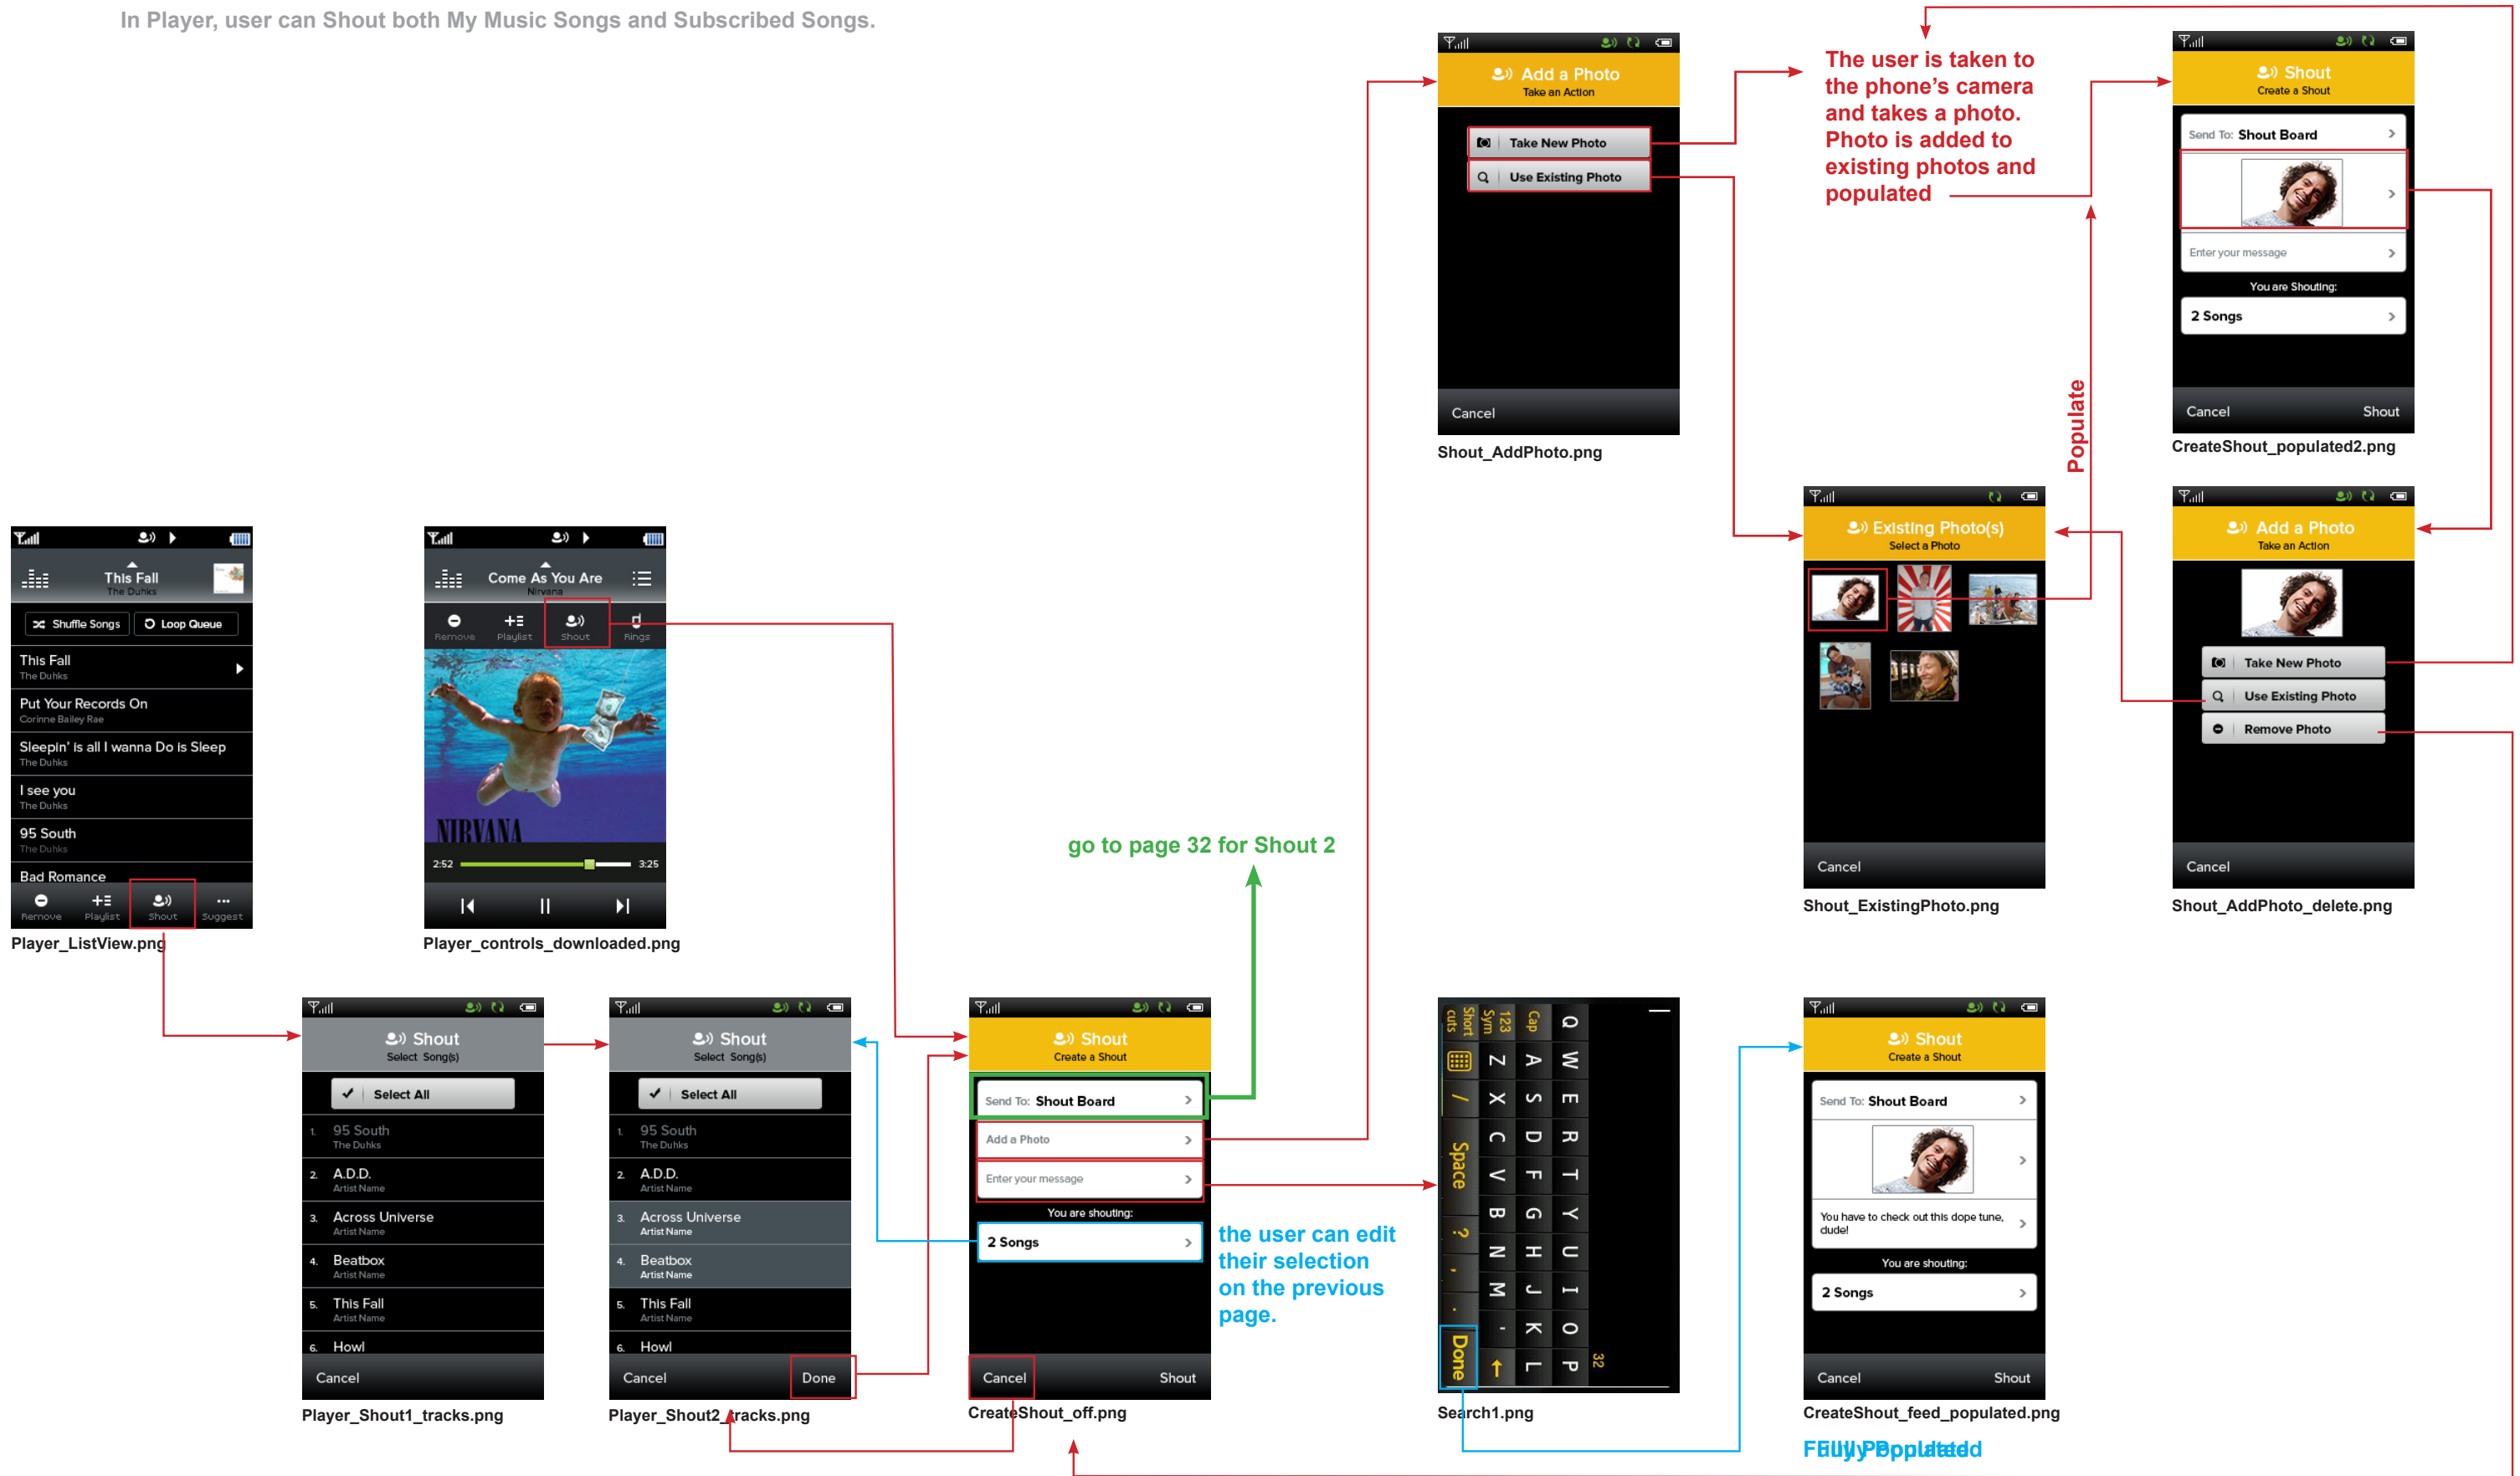 In Player, user can Shout both My Music Songs and Subscribed Songs.
Add a Photo
Take an Action
Take New Photo
Use Existing Photo
Cancel
Shout_AddPhoto.png
The user is taken to
the phone's camera
and takes a photo.
Photo is added to
existing photos and
populated
Populate
Shout
Create a Shout
Send To: Shout Board
Enter your message
You are Shouting:
2 Songs
Cancel Shout
CreateShout_populated2.png
This Fall
The Duhks
Shuffle Songs Loop Queue
This Fall
The Duhks
Put Your Records On
Corinne Bailey Rae
Sleepin' is all I wanna Do is Sleep
The Duhks
I see you
The Duhks
95 South
The Duhks
Bad Romance
Remove Playlist Shout Suggest
Player_ListView.png
Come As You Are
Nirvana
Remove Playlist Shout Rings
NIRVANA
2:52 3:25
Player_controls_downloaded.png
go to page 32 for Shout 2
Existing Photo(s)
Select a Photo
Cancel
Shout_ExistingPhoto.png
Add a Photo
Take an Action
Take New Photo
Use Existing Photo
Remove Photo
Cancel
Shout_AddPhoto_delete.png
Shout
Select Song(s)
Select All
1. 95 South
The Duhks
2. A.D.D.
Artist Name
3. Across Universe
Artist Name
4. Beatbox
Artist Name
5. This Fall
Artist Name
6. Howl
Cancel
Player_Shout1_tracks.png
Shout
Select Song(s)
Select All
1. 95 South
The Duhks
2. A.D.D.
Artist Name
3. Across Universe
Artist Name
4. Beatbox
Artist Name
5. This Fall
Artist Name
6. Howl
Cancel Done
Player_Shout2_tracks.png
Shout
Create a Shout
Send To: Shout Board
Add a Photo
Enter your message
You are shouting:
2 Songs
Cancel Shout
CreateShout_off.png
the user can edit
their selection
on the previous
page.
32
Q W E R T Y U I O P
Cap A S D F G H J K L
123 Sym Z X C V B N M -
Short cuts / Space ? , . Done
Search1.png
Shout
Create a Shout
Send To: Shout Board
You have to check out this dope tune,
dude!
You are shouting:
2 Songs
Cancel Shout
CreateShout_feed_populated.png
Fully Populated